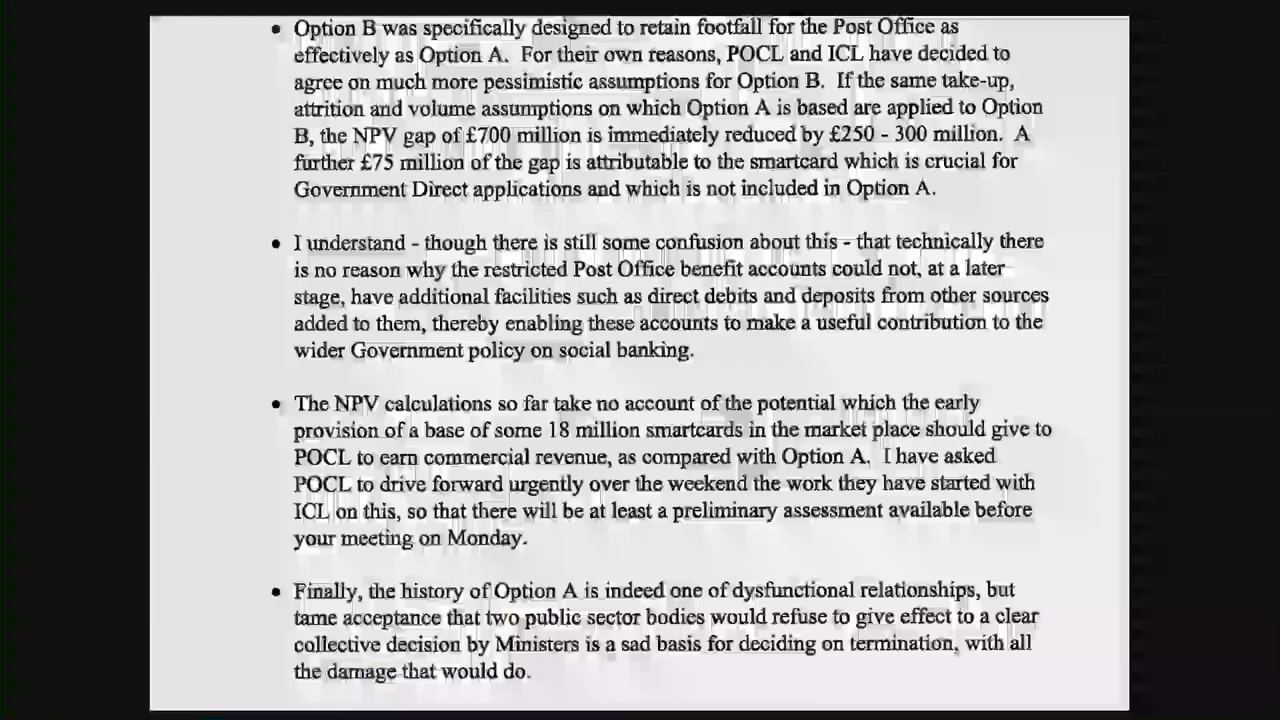 • Option B was specifically designed to retain footfall for the Post Office as
effectively as Option A. For their own reasons, POCL and ICL have decided to
agree on much more pessimistic assumptions for Option B. If the same take-up,
attrition and volume assumptions on which Option A is based are applied to Option
B, the NPV gap of £700 million is immediately reduced by £250 - 300 million. A
further £75 million of the gap is attributable to the smartcard which is crucial for
Government Direct applications and which is not included in Option A.
• I understand - though there is still some confusion about this - that technically there
is no reason why the restricted Post Office benefit accounts could not, at a later
stage, have additional facilities such as direct debits and deposits from other sources
added to them, thereby enabling these accounts to make a useful contribution to the
wider Government policy on social banking.
• The NPV calculations so far take no account of the potential which the early
provision of a base of some 18 million smartcards in the market place should give to
POCL to earn commercial revenue, as compared with Option A. I have asked
POCL to drive forward urgently over the weekend the work they have started with
ICL on this, so that there will be at least a preliminary assessment available before
your meeting on Monday.
• Finally, the history of Option A is indeed one of dysfunctional relationships, but
tame acceptance that two public sector bodies would refuse to give effect to a clear
collective decision by Ministers is a sad basis for deciding on termination, with all
the damage that would do.